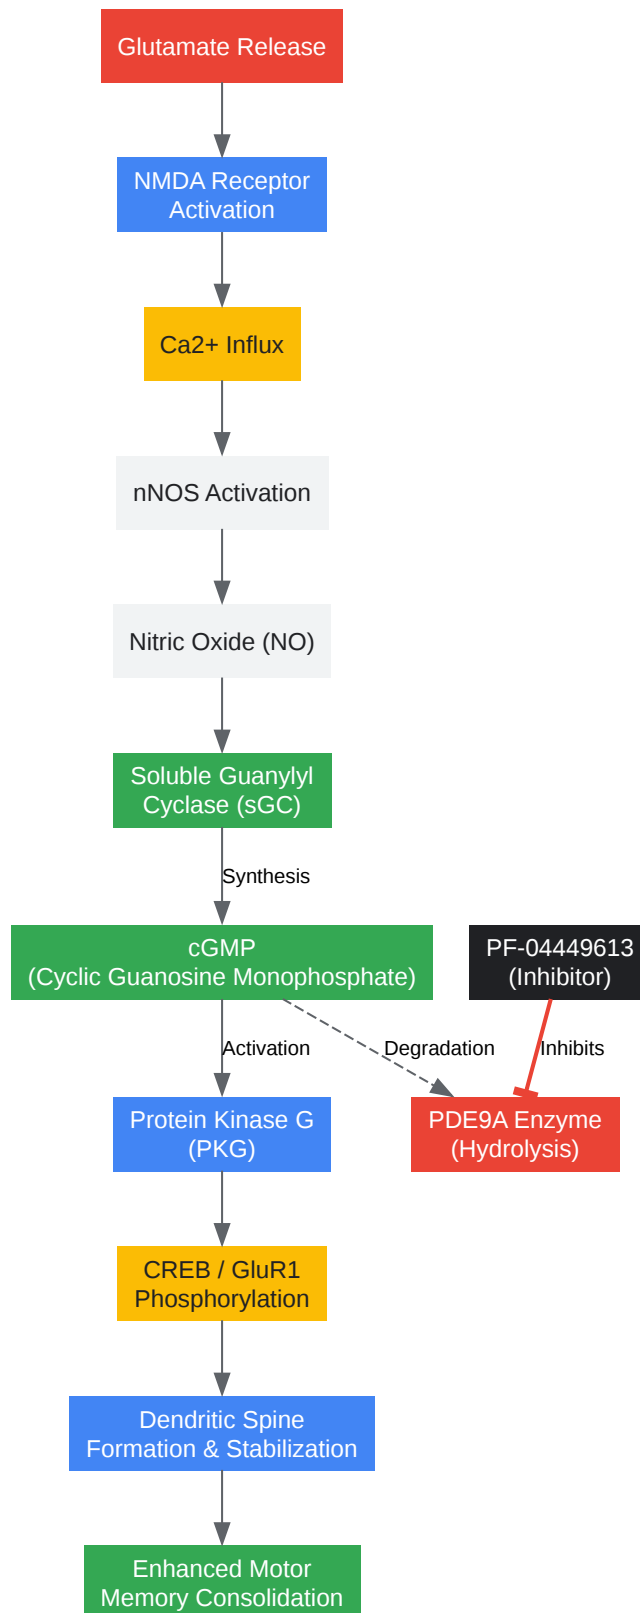 Glutamate Release
NMDA Receptor
Activation
Ca2+ Influx
nNOS Activation
Nitric Oxide (NO)
Soluble Guanylyl
Cyclase (sGC)
Synthesis
cGMP
(Cyclic Guanosine Monophosphate)
PF-04449613
(Inhibitor)
Activation
Degradation
Inhibits
Protein Kinase G
(PKG)
PDE9A Enzyme
(Hydrolysis)
CREB / GluR1
Phosphorylation
Dendritic Spine
Formation & Stabilization
Enhanced Motor
Memory Consolidation